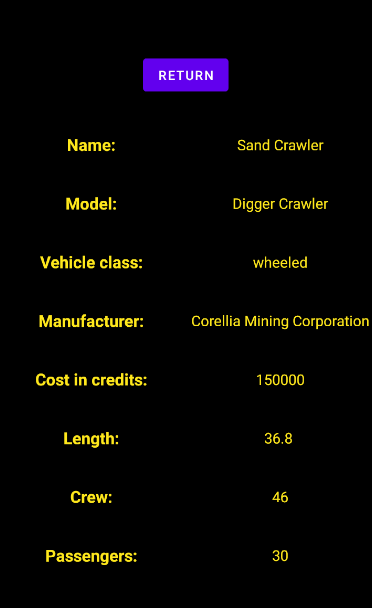 RETURN
Name: Sand Crawler
Model: Digger Crawler
Vehicle class: wheeled
Manufacturer: Corellia Mining Corporation
Cost in credits: 150000
Length: 36.8
Crew: 46
Passengers: 30